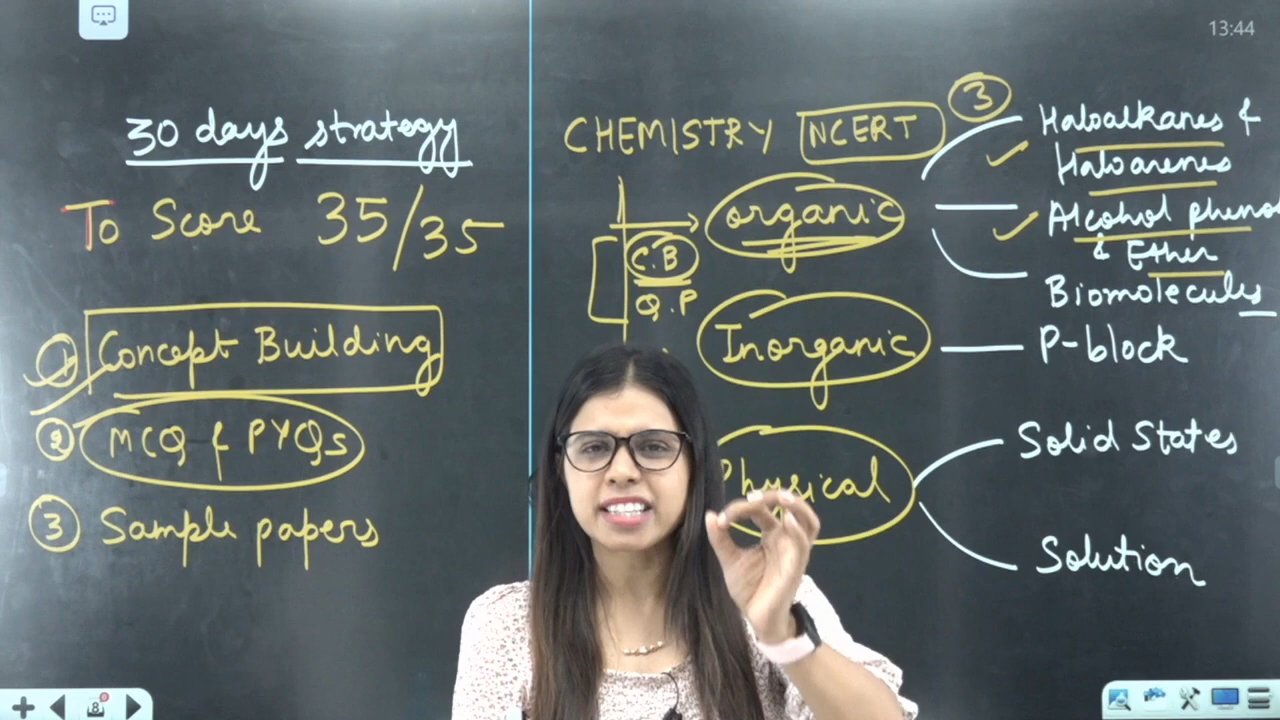 13:44
30 days strategy
To Score 35/35
1 Concept Building
2 MCQ & PYQs
3 Sample papers
CHEMISTRY NCERT
3
organic
C.B
Q.P
Haloalkanes &
Haloarenes
Alcohol phenol
& Ether
Biomolecules
Inorganic
P-block
Physical
Solid States
Solution
8